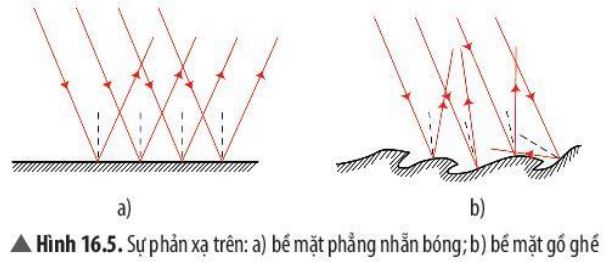 a)
b)
▲ Hình 16.5. Sự phản xạ trên: a) bề mặt phẳng nhẵn bóng; b) bề mặt gồ ghề